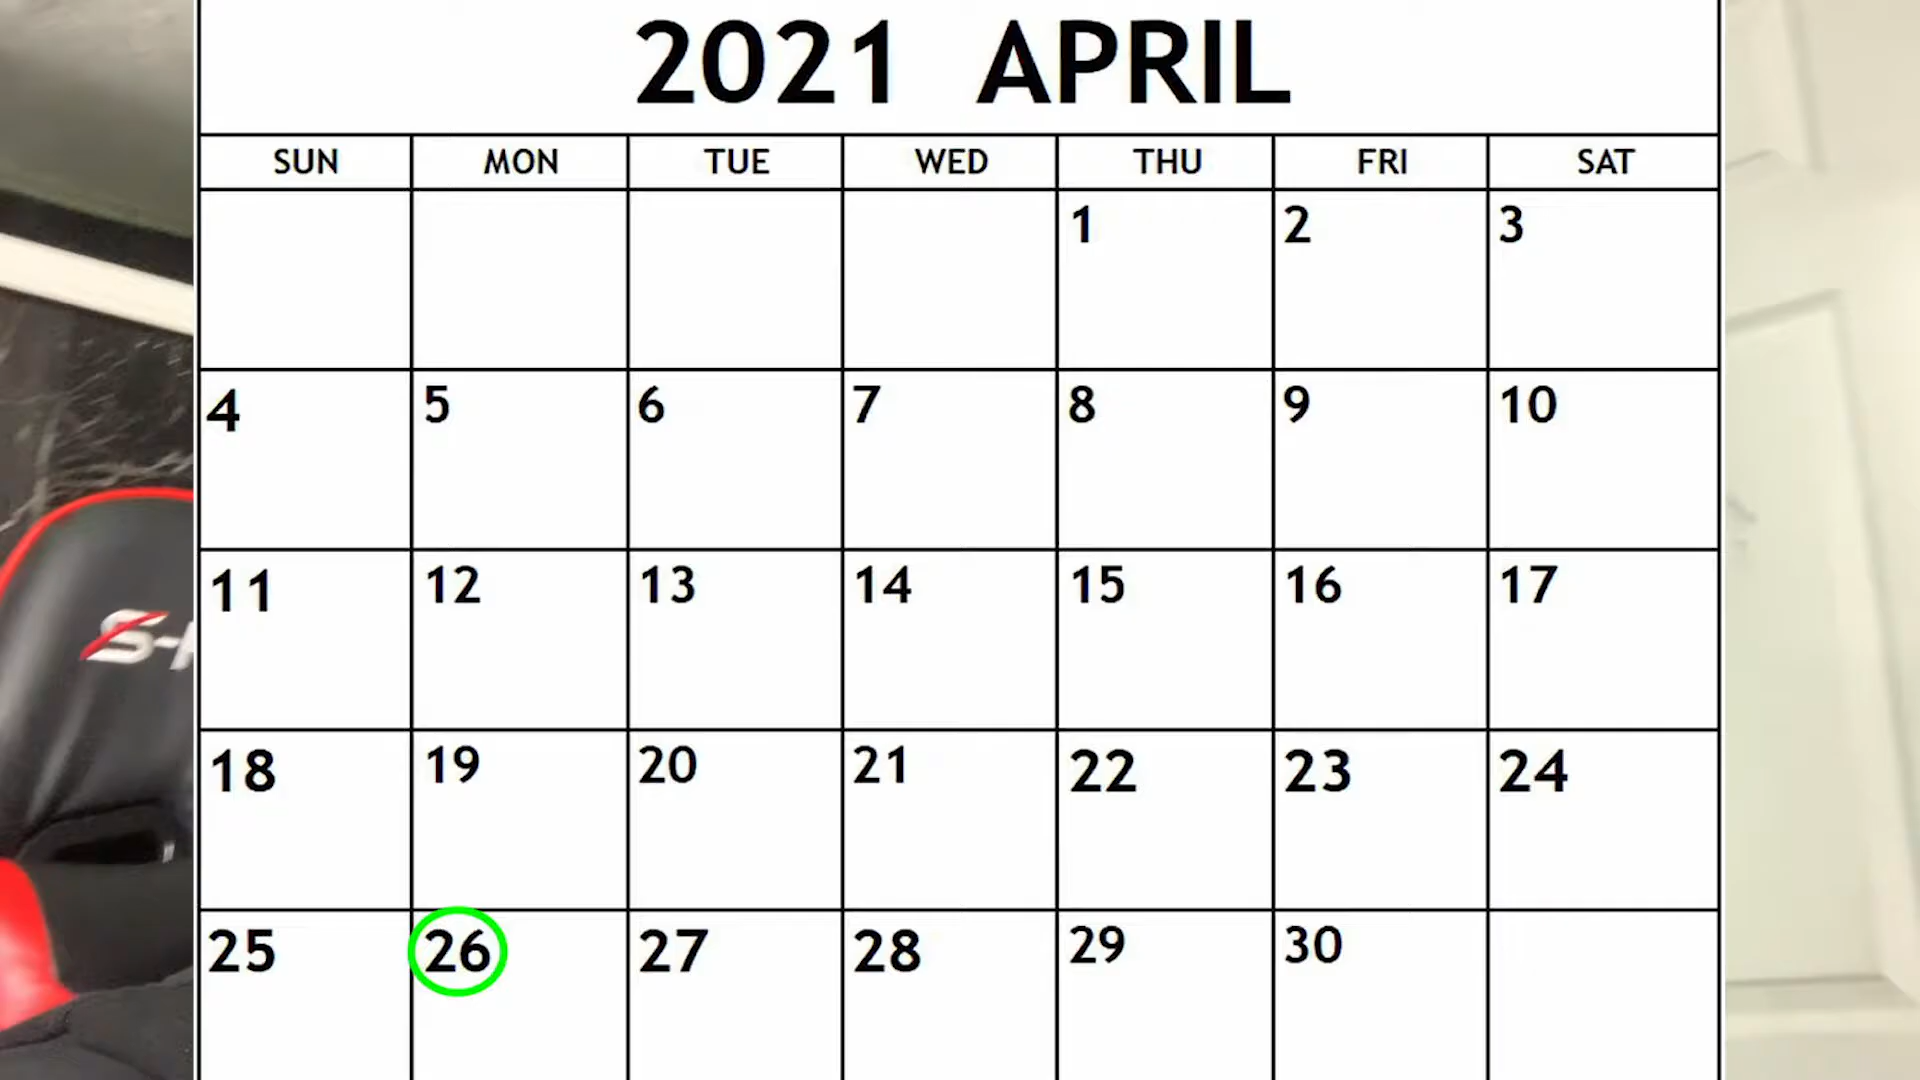 2021 APRIL
SUN MON TUE WED THU FRI SAT
1 2 3
4 5 6 7 8 9 10
11 12 13 14 15 16 17
S-
18 19 20 21 22 23 24
25 26 27 28 29 30